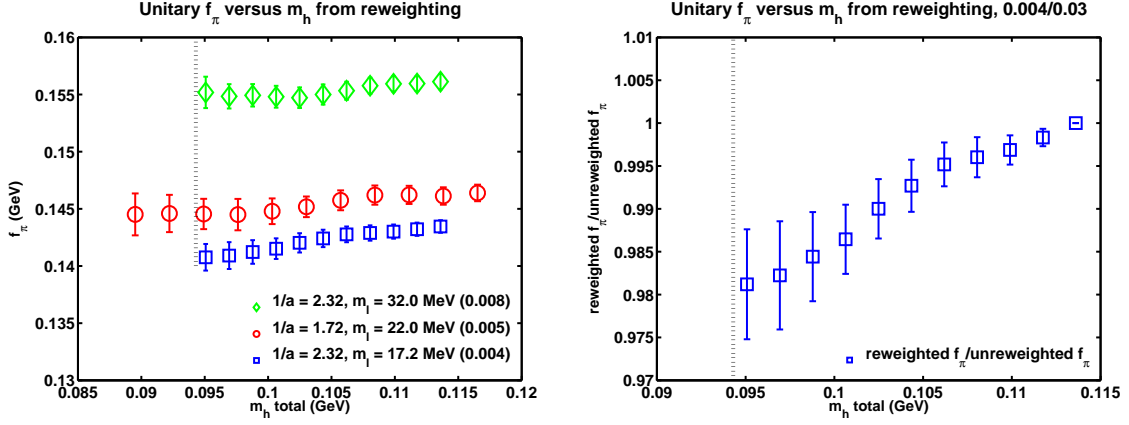 Unitary f_π versus m_h from reweighting
0.16
0.155
0.15
0.145
0.14
0.135
0.13
f_π (GeV)
1/a = 2.32, m_l = 32.0 MeV (0.008)
1/a = 1.72, m_l = 22.0 MeV (0.005)
1/a = 2.32, m_l = 17.2 MeV (0.004)
0.085 0.09 0.095 0.1 0.105 0.11 0.115 0.12
m_h total (GeV)
Unitary f_π versus m_h from reweighting, 0.004/0.03
1.01
1.005
1
0.995
0.99
0.985
0.98
0.975
0.97
reweighted f_π/unreweighted f_π
reweighted f_π/unreweighted f_π
0.095 0.1 0.105 0.11 0.115
m_h total (GeV)